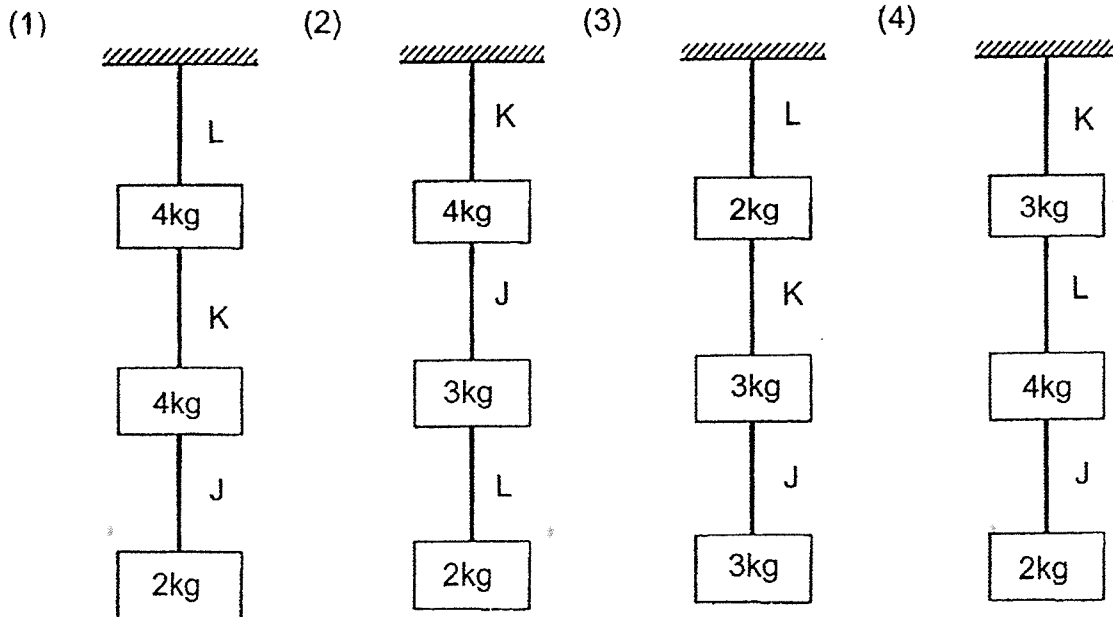 (1) (2) (3) (4)
L K L K
4kg 4kg 2kg 3kg
K J K L
4kg 3kg 3kg 4kg
J L J J
2kg 2kg 3kg 2kg